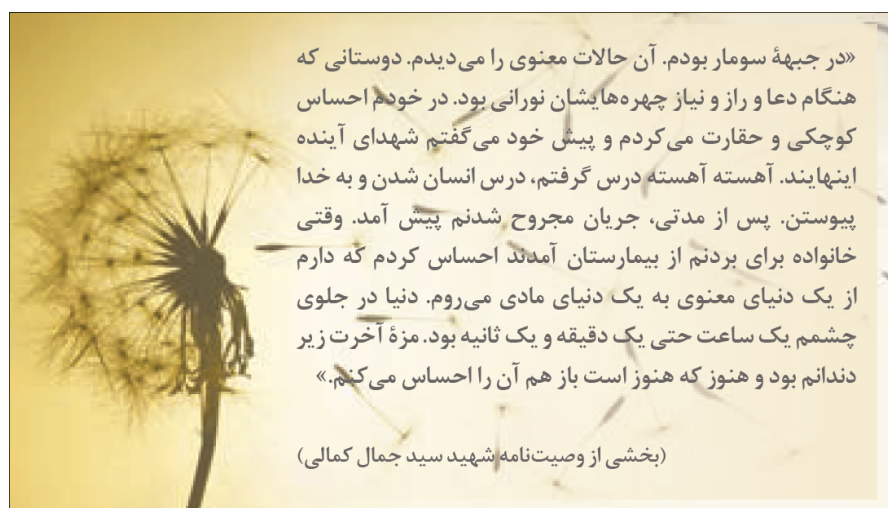 «در جبههٔ سومار بودم. آن حالات معنوی را می‌دیدم. دوستانی که
هنگام دعا و راز و نیاز چهره‌هایشان نورانی بود. در خودم احساس
کوچکی و حقارت می‌کردم و پیش خود می‌گفتم شهدای آینده
اینهایند. آهسته آهسته درس گرفتم، درس انسان شدن و به خدا
پیوستن. پس از مدتی، جریان مجروح شدنم پیش آمد. وقتی
خانواده برای بردنم از بیمارستان آمدند احساس کردم که دارم
از یک دنیای معنوی به یک دنیای مادی می‌روم. دنیا در جلوی
چشمم یک ساعت حتی یک دقیقه و یک ثانیه بود. مزهٔ آخرت زیر
دندانم بود و هنوز که هنوز است باز هم آن را احساس می‌کنم.»
(بخشی از وصیت‌نامه شهید سید جمال کمالی)